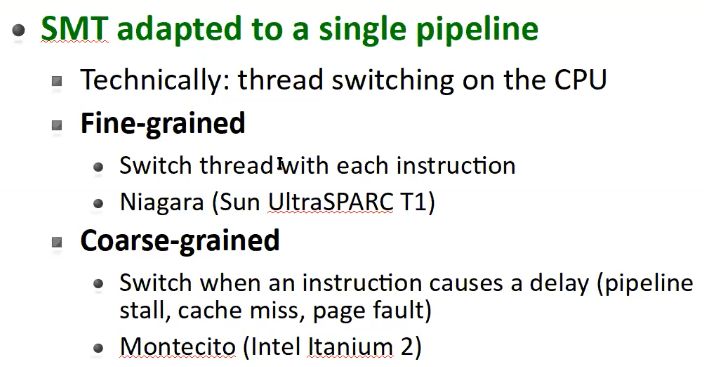 SMT adapted to a single pipeline
Technically: thread switching on the CPU
Fine-grained
Switch thread with each instruction
Niagara (Sun UltraSPARC T1)
Coarse-grained
Switch when an instruction causes a delay (pipeline
stall, cache miss, page fault)
Montecito (Intel Itanium 2)